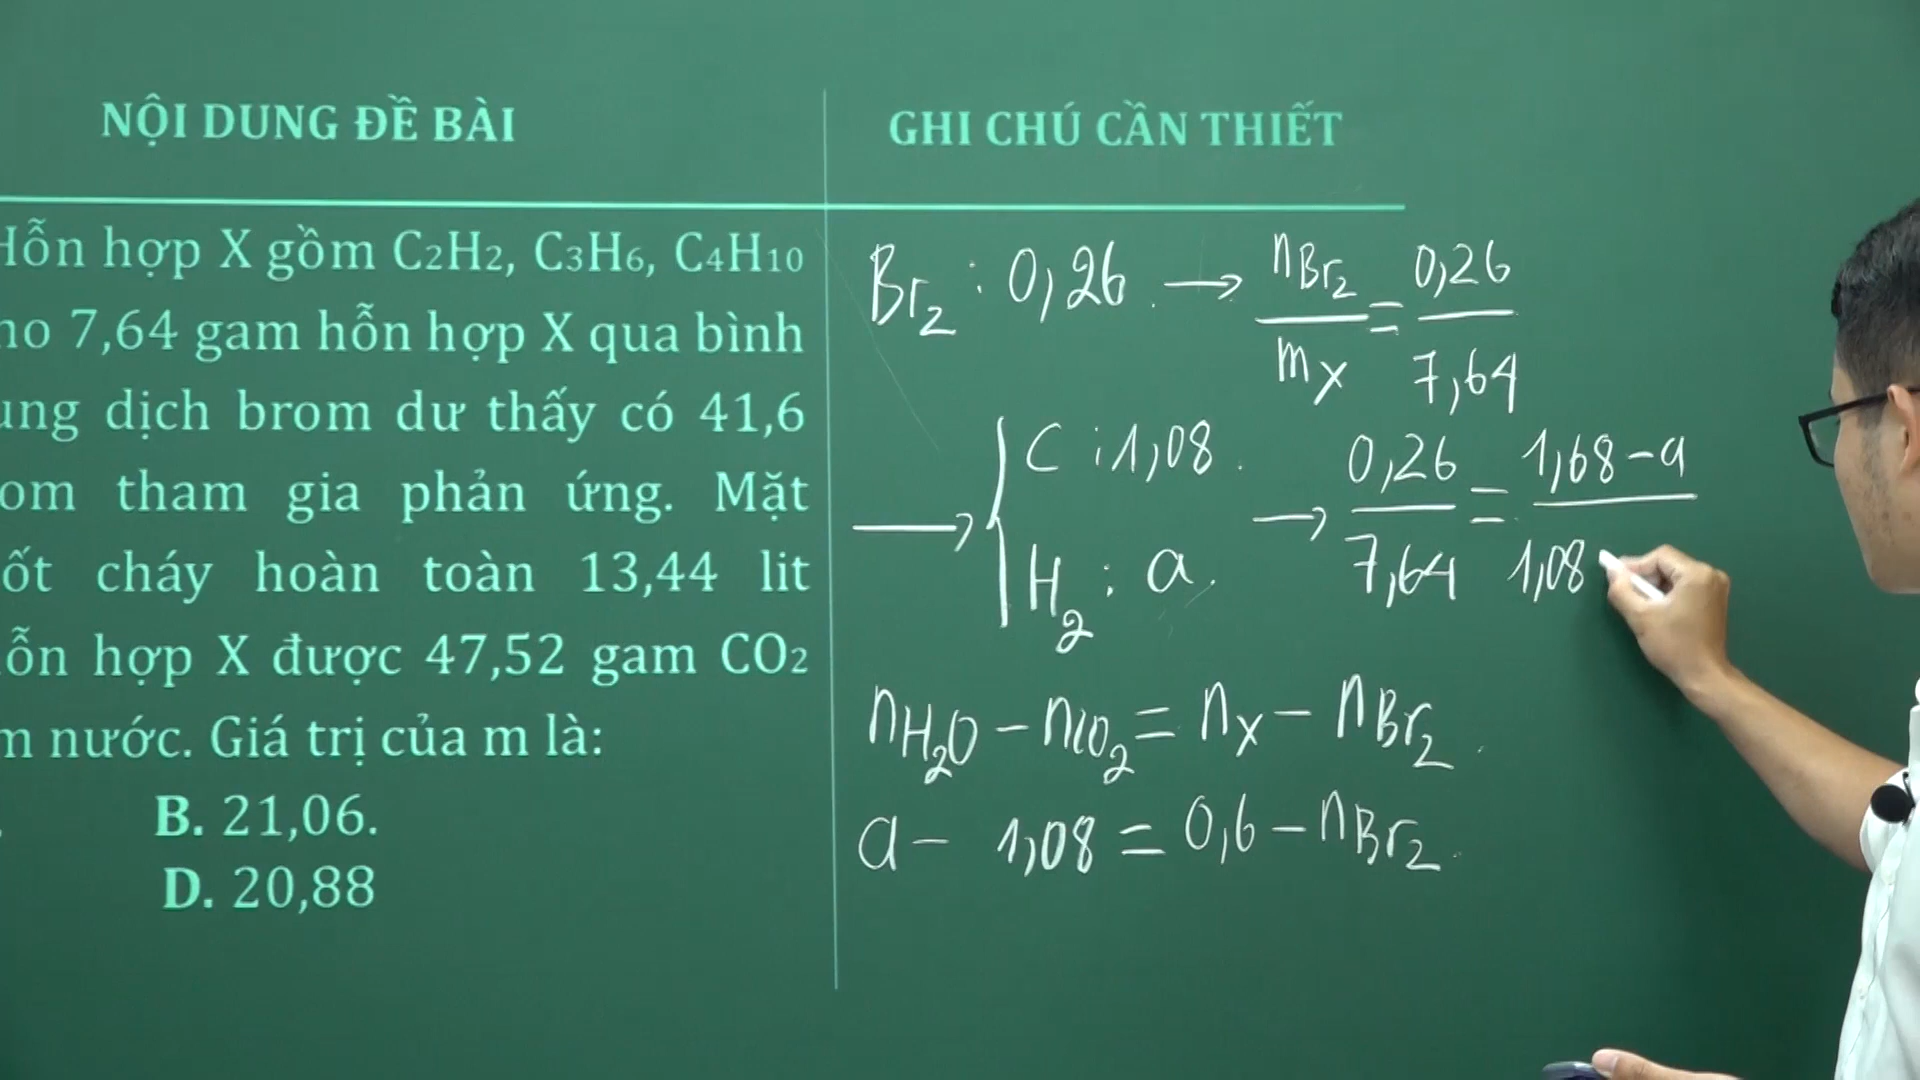 NỘI DUNG ĐỀ BÀI
Hỗn hợp X gồm C2H2, C3H6, C4H10
ho 7,64 gam hỗn hợp X qua bình
ung dịch brom dư thấy có 41,6
om tham gia phản ứng. Mặt
ốt cháy hoàn toàn 13,44 lit
ỗn hợp X được 47,52 gam CO2
m nước. Giá trị của m là:
B. 21,06.
D. 20,88
GHI CHÚ CẦN THIẾT
Br₂ : 0,26 → nBr₂/mX = 0,26/7,64
→ { C : 1,08
H₂ : a
→ 0,26/7,64 = 1,68-a/1,08
nH₂O - nCO₂ = nX - nBr₂
a - 1,08 = 0,6 - nBr₂